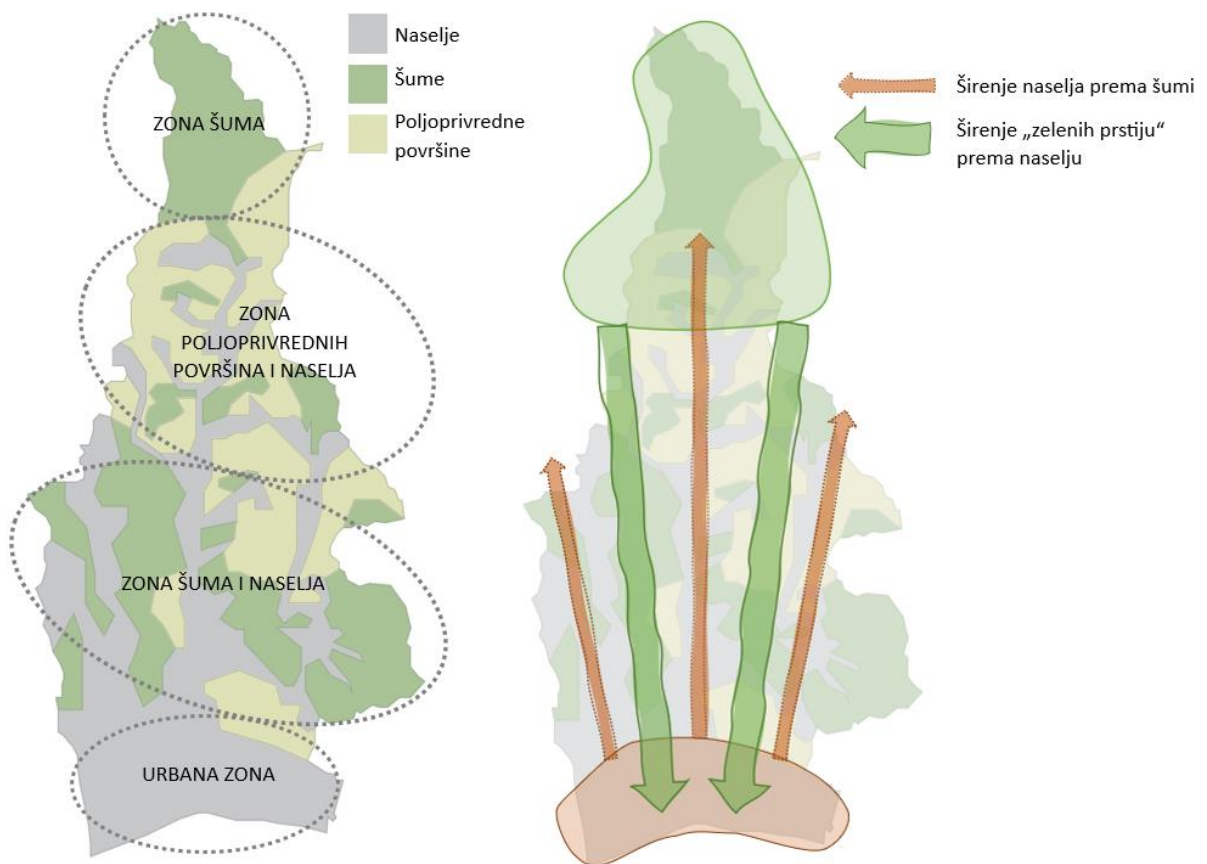 Naselje
Šume
Poljoprivredne
površine
ZONA ŠUMA
ZONA
POLJOPRIVREDNIH
POVRŠINA I NASELJA
ZONA ŠUMA I NASELJA
URBANA ZONA
Širenje naselja prema šumi
Širenje „zelenih prstiju“
prema naselju